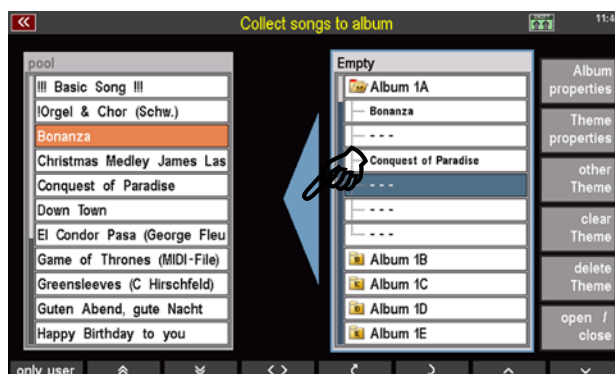 Collect songs to album
11:4
pool
!!! Basic Song !!!
!Orgel & Chor (Schw.)
Bonanza
Christmas Medley James Las
Conquest of Paradise
Down Town
El Condor Pasa (George Fleu
Game of Thrones (MIDI-File)
Greensleeves (C Hirschfeld)
Guten Abend, gute Nacht
Happy Birthday to you
Empty
Album 1A
Bonanza
- - -
Conquest of Paradise
- - -
- - -
- - -
Album 1B
Album 1C
Album 1D
Album 1E
Album
properties
Theme
properties
other
Theme
clear
Theme
delete
Theme
open /
close
only user